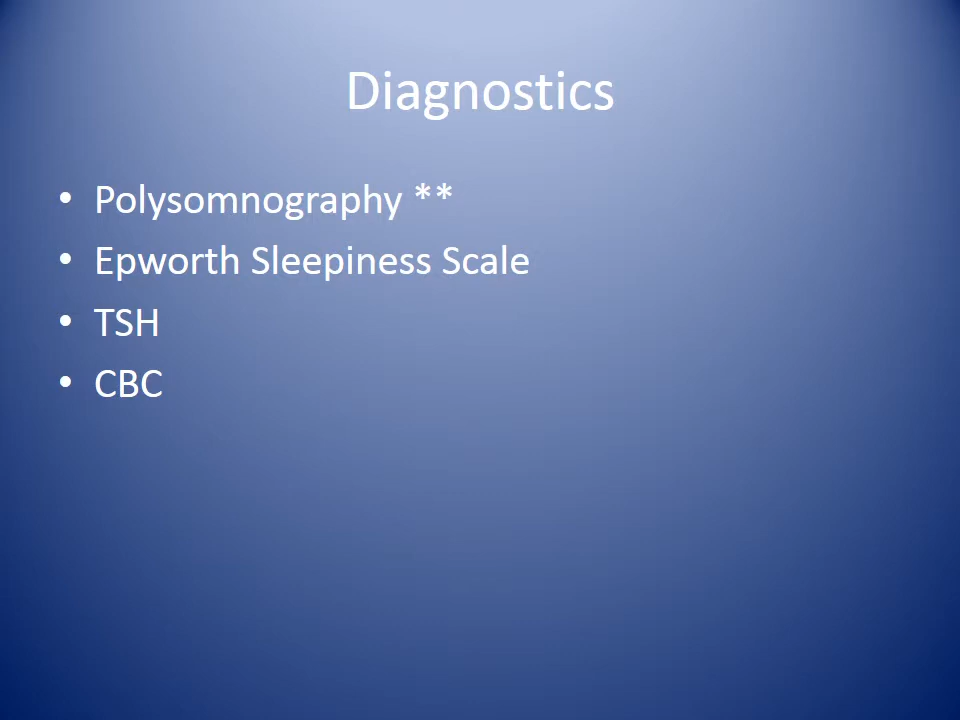 Diagnostics
• Polysomnography **
• Epworth Sleepiness Scale
• TSH
• CBC